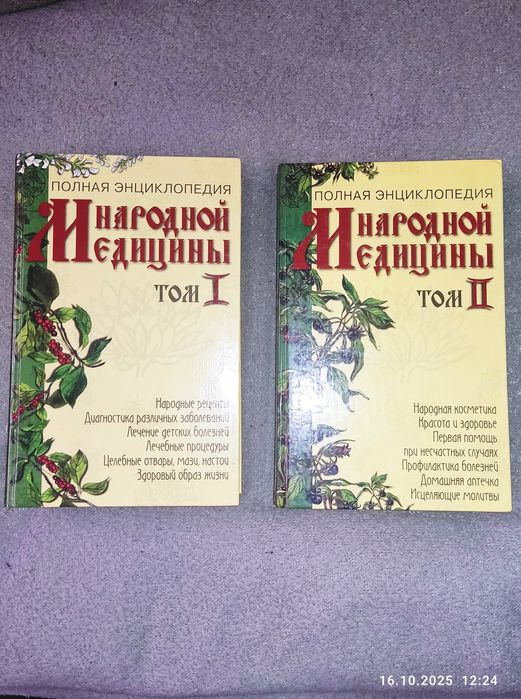 ПОЛНАЯ ЭНЦИКЛОПЕДИЯ
НАРОДНОЙ
МЕДИЦИНЫ
ТОМ I
Народные рецепты
Диагностика различных заболеваний
Лечение детских болезней
Лечебные процедуры
Целебные отвары, мази, настои
Здоровый образ жизни
ПОЛНАЯ ЭНЦИКЛОПЕДИЯ
НАРОДНОЙ
МЕДИЦИНЫ
ТОМ II
Народная косметика
Красота и здоровье
Первая помощь
при несчастных случаях
Профилактика болезней
Домашняя аптечка
Исцеляющие молитвы
16.10.2025 12:24